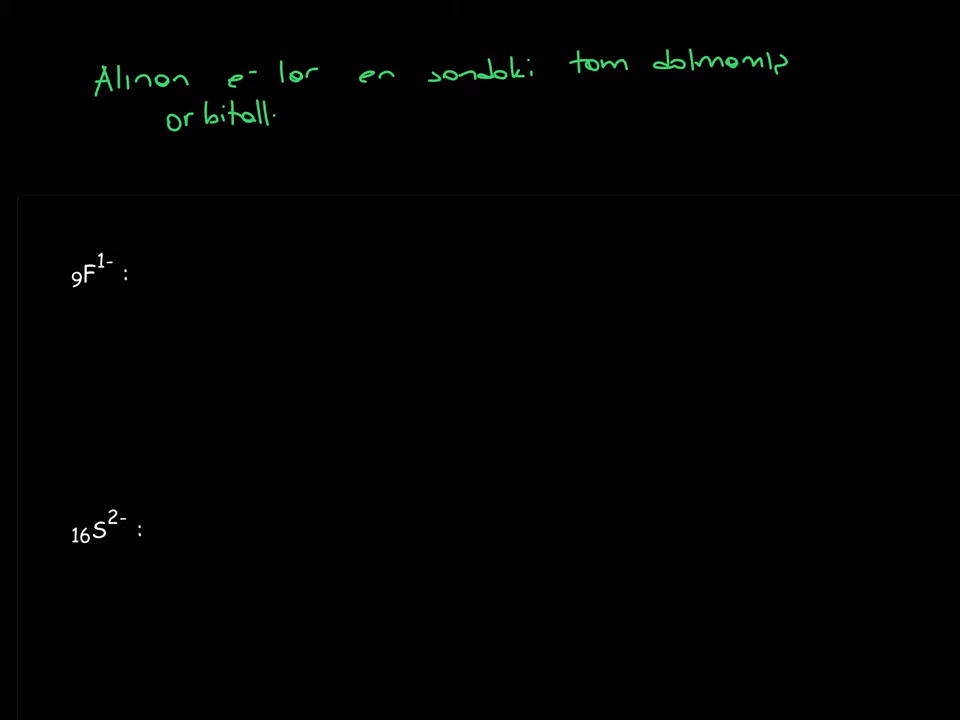 Alınan e⁻ lar en sondaki tam dolmamış
orbitall
₉F¹⁻ :
₁₆S²⁻ :